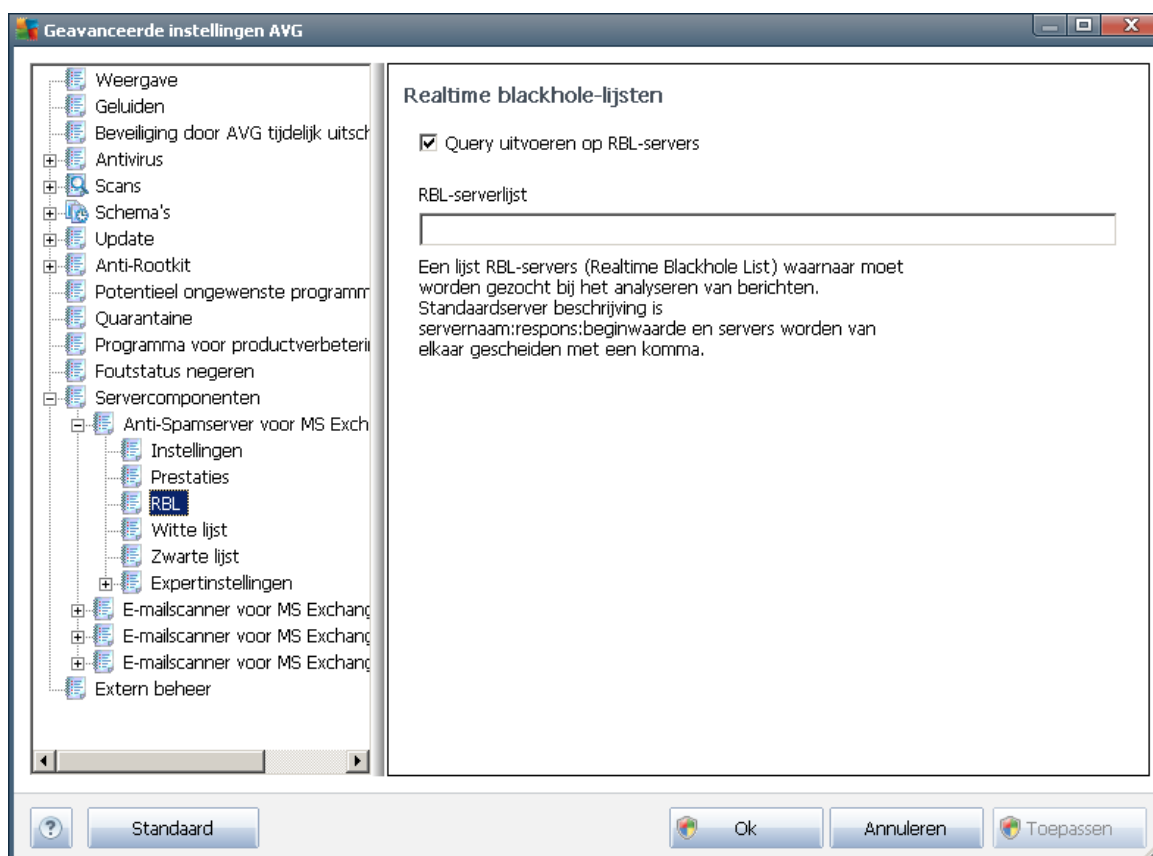 Geavanceerde instellingen AVG
Weergave
Geluiden
Beveiliging door AVG tijdelijk uitsch
Antivirus
Scans
Schema's
Update
Anti-Rootkit
Potentieel ongewenste programm
Quarantaine
Programma voor productverbeteri
Foutstatus negeren
Servercomponenten
Anti-Spamserver voor MS Exch
Instellingen
Prestaties
RBL
Witte lijst
Zwarte lijst
Expertinstellingen
E-mailscanner voor MS Exchang
E-mailscanner voor MS Exchang
E-mailscanner voor MS Exchang
Extern beheer
Realtime blackhole-lijsten
Query uitvoeren op RBL-servers
RBL-serverlijst
Een lijst RBL-servers (Realtime Blackhole List) waarnaar moet
worden gezocht bij het analyseren van berichten.
Standaardserver beschrijving is
servernaam:respons:beginwaarde en servers worden van
elkaar gescheiden met een komma.
?
Standaard
Ok
Annuleren
Toepassen